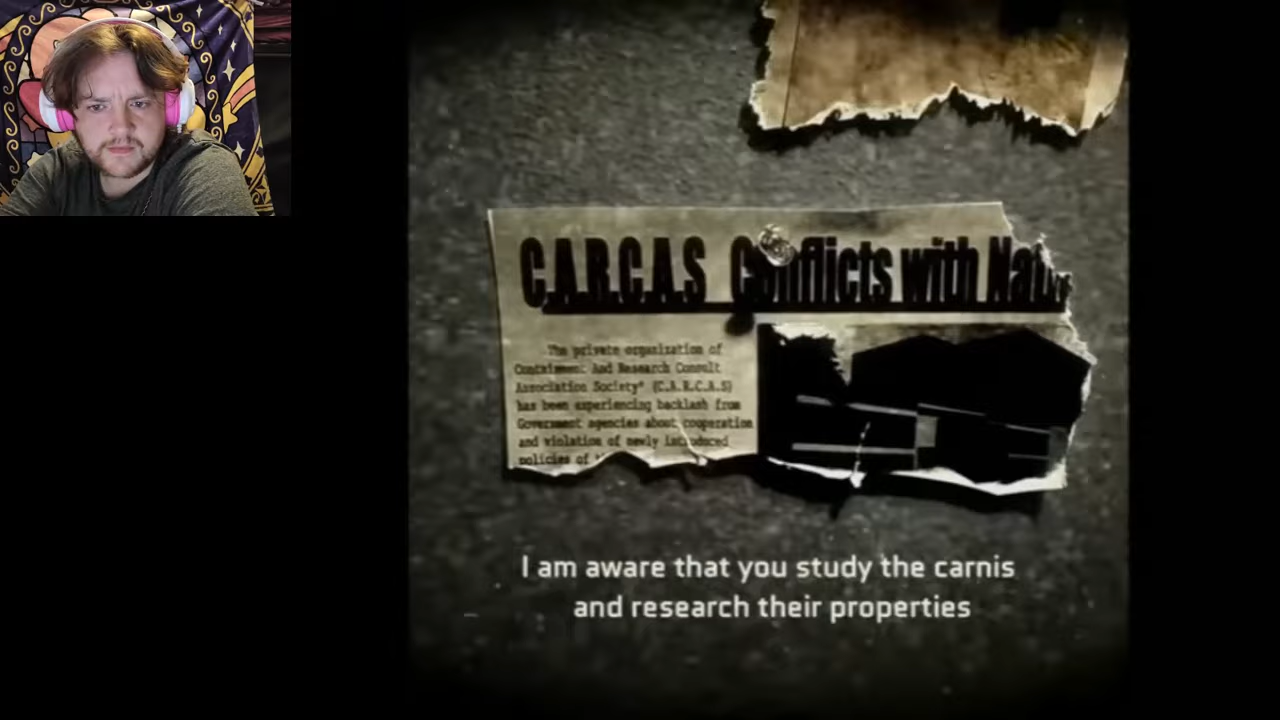 C.A.R.C.A.S Conflicts with Nat
The private organization of
Containment And Research Consult
Association Society* (C.A.R.C.A.S)
has been experiencing backlash from
Government agencies about cooperation
and violation of newly introduced
policies of
I am aware that you study the carnis
and research their properties